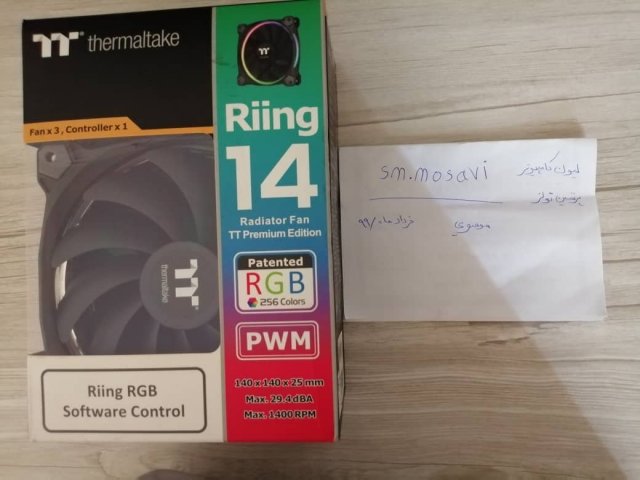 thermaltake
Fan x 3 , Controller x 1
Riing
14
Radiator Fan
TT Premium Edition
Patented
RGB
256 Colors
PWM
140 x 140 x 25 mm
Max. 29.4 dBA
Max. 1400 RPM
thermaltake
Riing RGB
Software Control
sm.mosavi
کامپیوتر
موسوی
خرداد ماه ۹۹